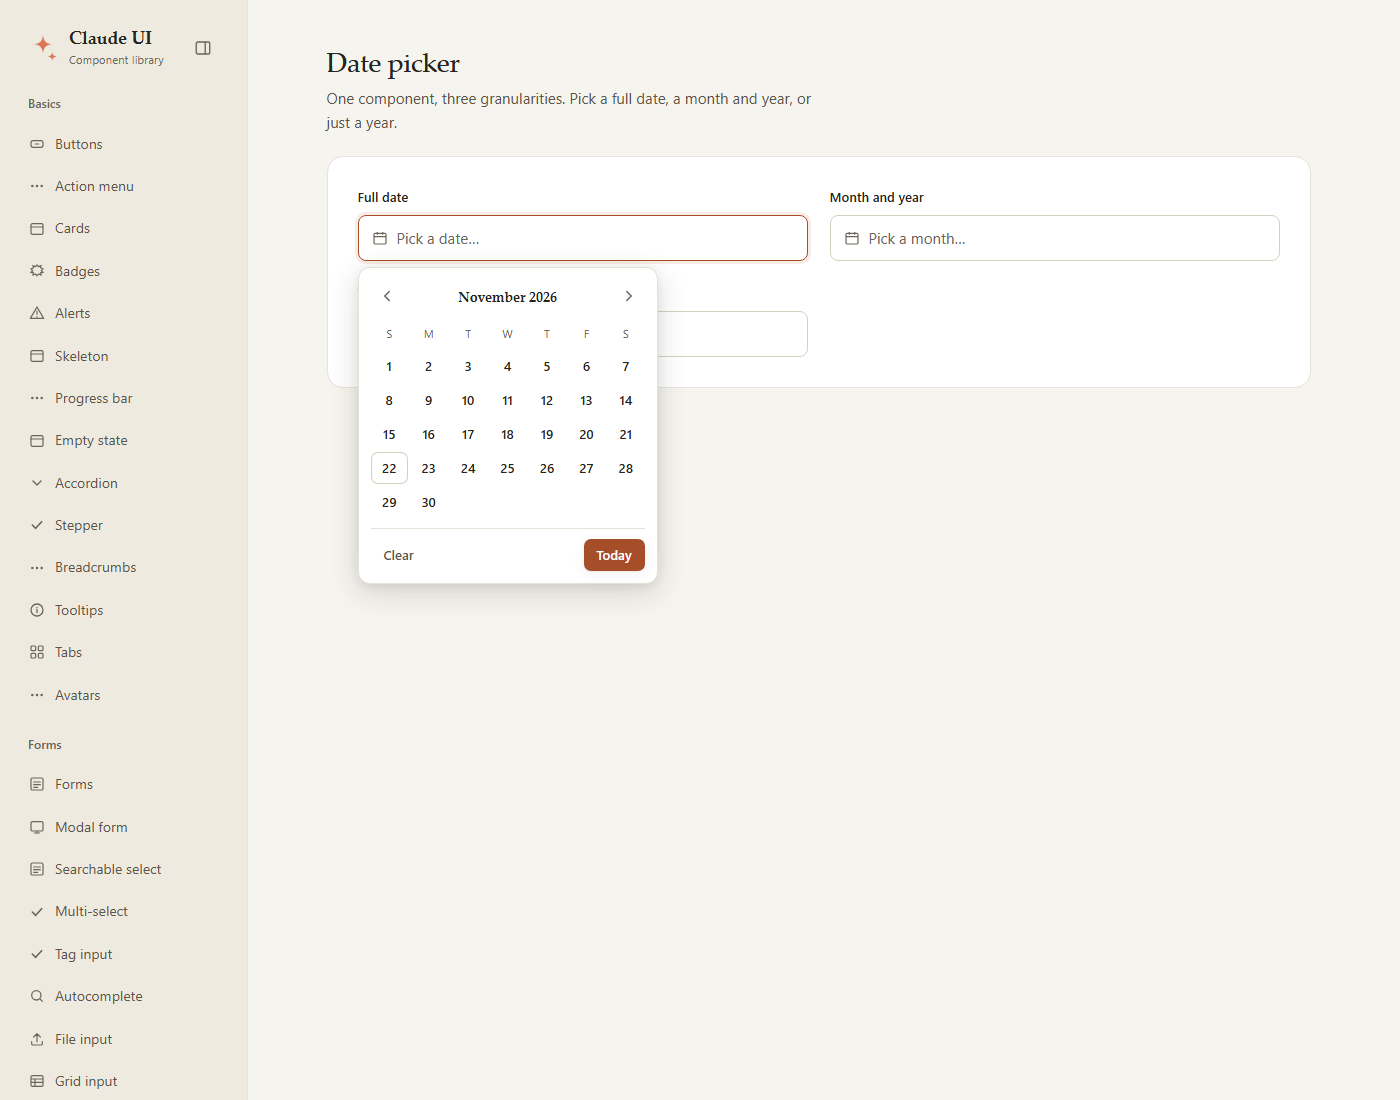 Claude UI
Component library
Basics
Buttons
Action menu
Cards
Badges
Alerts
Skeleton
Progress bar
Empty state
Accordion
Stepper
Breadcrumbs
Tooltips
Tabs
Avatars
Forms
Forms
Modal form
Searchable select
Multi-select
Tag input
Autocomplete
File input
Grid input
Date picker
One component, three granularities. Pick a full date, a month and year, or
just a year.
Full date
Pick a date...
Month and year
Pick a month...
November 2026
S M T W T F S
1 2 3 4 5 6 7
8 9 10 11 12 13 14
15 16 17 18 19 20 21
22 23 24 25 26 27 28
29 30
Clear Today